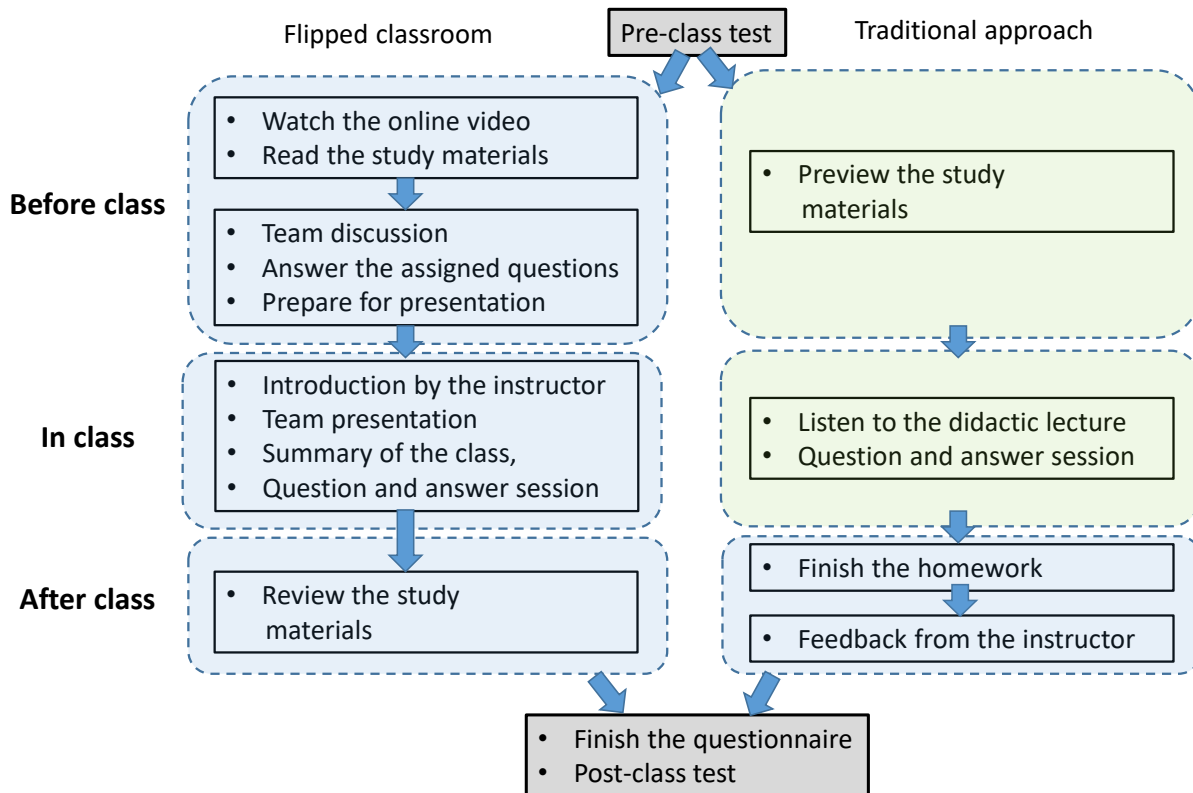 Flipped classroom
Pre-class test
Traditional approach
Before class
• Watch the online video
• Read the study materials
• Team discussion
• Answer the assigned questions
• Prepare for presentation
• Preview the study
materials
In class
• Introduction by the instructor
• Team presentation
• Summary of the class,
• Question and answer session
• Listen to the didactic lecture
• Question and answer session
After class
• Review the study
materials
• Finish the homework
• Feedback from the instructor
• Finish the questionnaire
• Post-class test